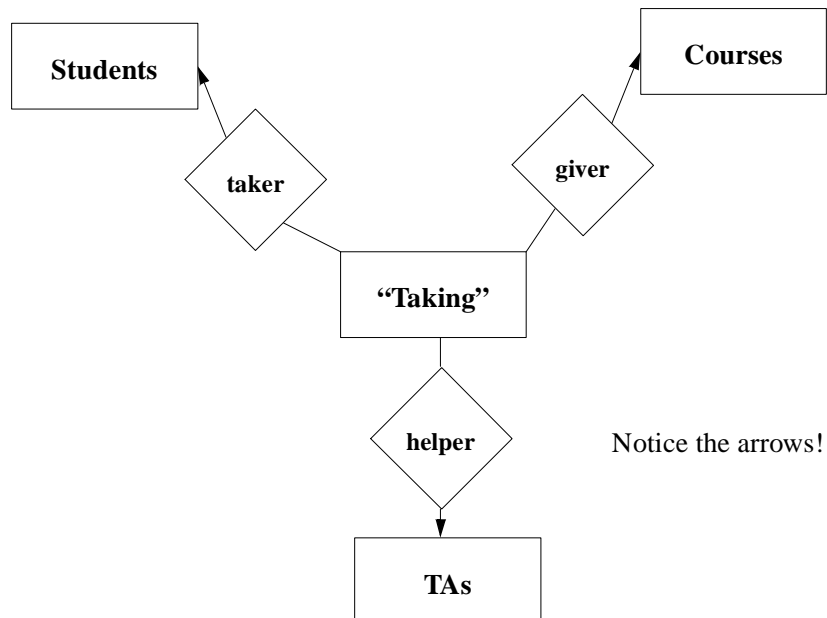 Students
Courses
taker
giver
“Taking”
helper
Notice the arrows!
TAs